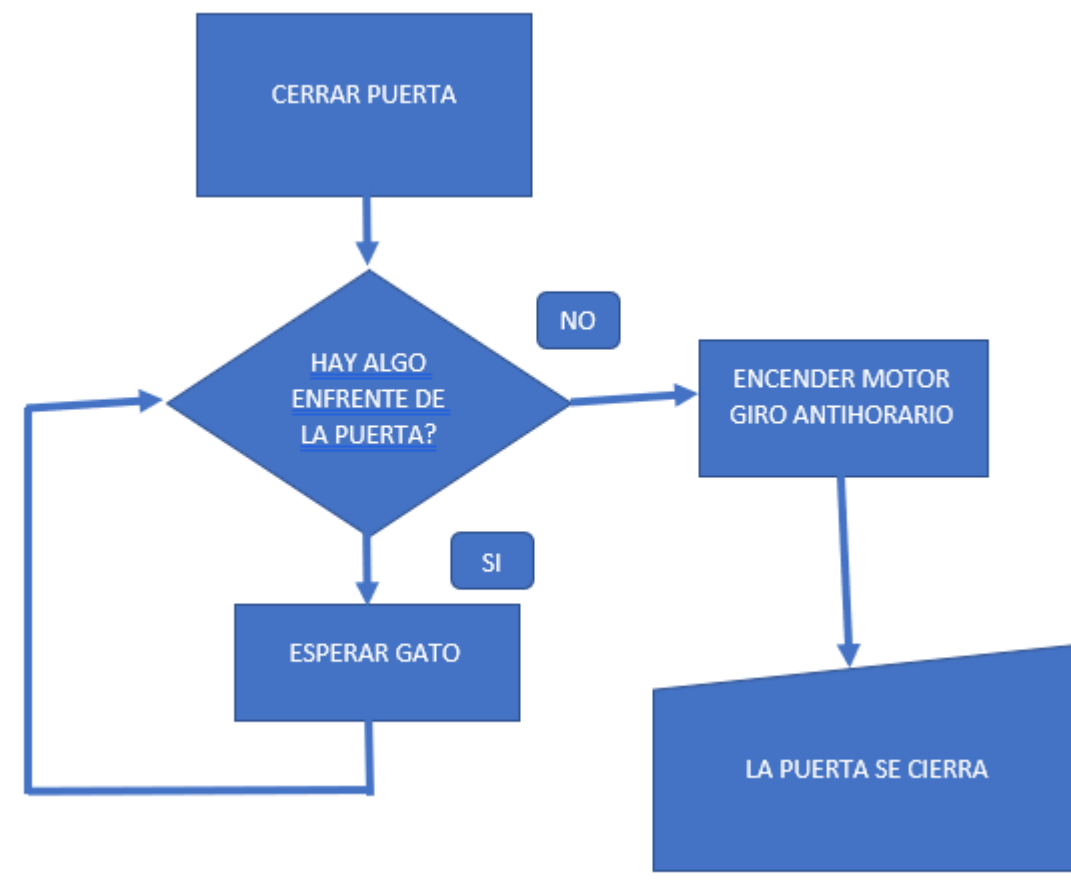 CERRAR PUERTA
HAY ALGO
ENFRENTE DE
LA PUERTA?
NO
ENCENDER MOTOR
GIRO ANTIHORARIO
SI
ESPERAR GATO
LA PUERTA SE CIERRA